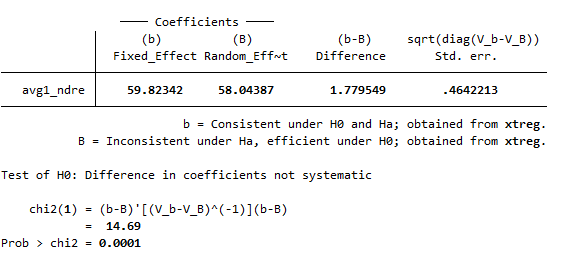 Coefficients
(b) (B) (b-B) sqrt(diag(V_b-V_B))
Fixed_Effect Random_Eff~t Difference Std. err.
avg1_ndre 59.82342 58.04387 1.779549 .4642213
b = Consistent under H0 and Ha; obtained from xtreg.
B = Inconsistent under Ha, efficient under H0; obtained from xtreg.
Test of H0: Difference in coefficients not systematic
chi2(1) = (b-B)'[(V_b-V_B)^(-1)](b-B)
= 14.69
Prob > chi2 = 0.0001